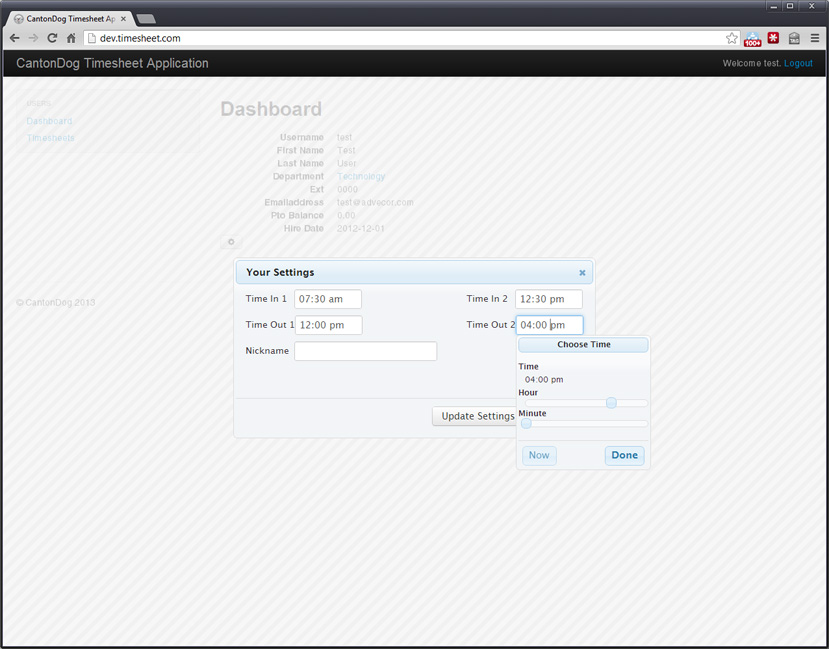 CantonDog Timesheet Ap
dev.timesheet.com
100+
CantonDog Timesheet Application
Welcome test. Logout
USERS
Dashboard
Timesheets
Dashboard
Username test
First Name Test
Last Name User
Department Technology
Ext 0000
Emailaddress test@advecor.com
Pto Balance 0.00
Hire Date 2012-12-01
© CantonDog 2013
Your Settings
Time In 1 07:30 am Time In 2 12:30 pm
Time Out 1 12:00 pm Time Out 2 04:00 pm
Nickname
Update Settings
Choose Time
Time
04:00 pm
Hour
Minute
Now Done